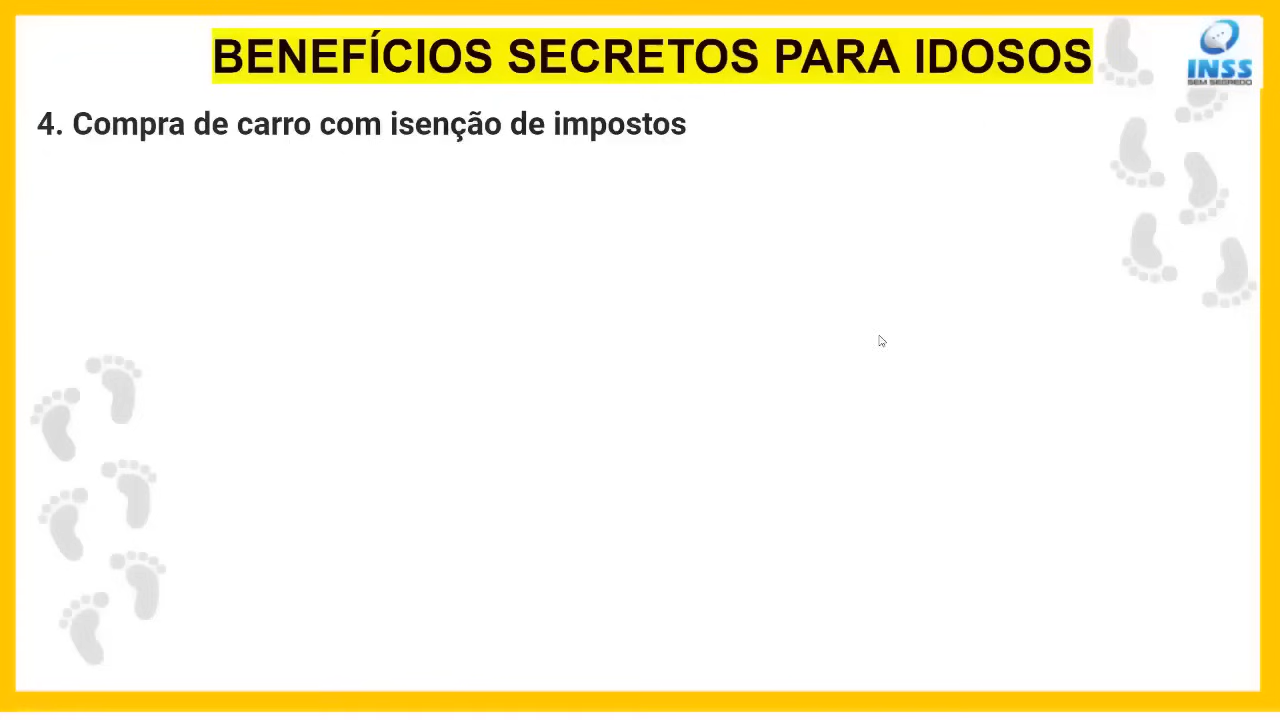 BENEFÍCIOS SECRETOS PARA IDOSOS
INSS
SEM SEGREDO
4. Compra de carro com isenção de impostos